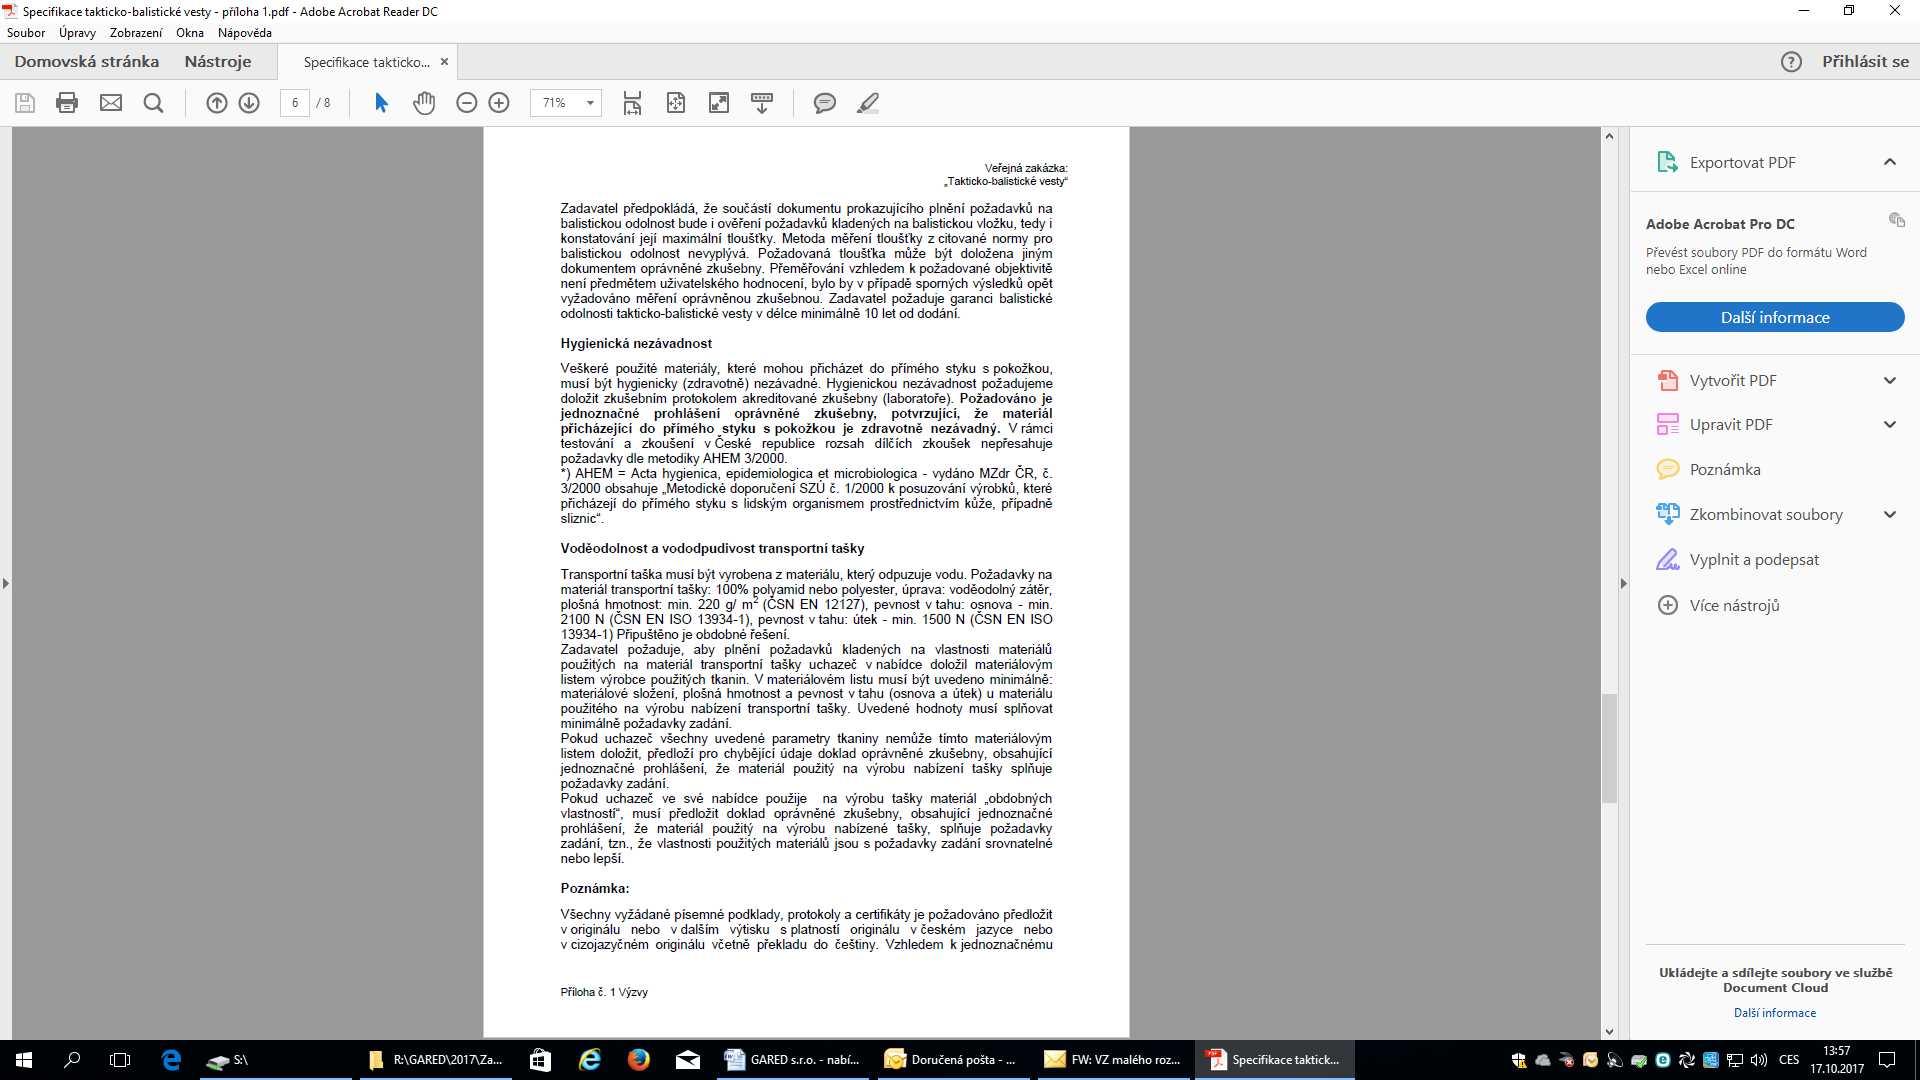 Specifikace takticko-balistické vesty - příloha 1.pdf - Adobe Acrobat Reader DC
Soubor Úpravy Zobrazení Okna Nápověda
Domovská stránka Nástroje Specifikace takticko... × Přihlásit se
6 / 8 71%
Veřejná zakázka:
„Takticko-balistické vesty“
Zadavatel předpokládá, že součástí dokumentu prokazujícího plnění požadavků na
balistickou odolnost bude i ověření požadavků kladených na balistickou vložku, tedy i
konstatování její maximální tloušťky. Metoda měření tloušťky z citované normy pro
balistickou odolnost nevyplývá. Požadovaná tloušťka může být doložena jiným
dokumentem oprávněné zkušebny. Přeměřování vzhledem k požadované objektivitě
není předmětem uživatelského hodnocení, bylo by v případě sporných výsledků opět
vyžadováno měření oprávněnou zkušebnou. Zadavatel požaduje garanci balistické
odolnosti takticko-balistické vesty v délce minimálně 10 let od dodání.
Hygienická nezávadnost
Veškeré použité materiály, které mohou přicházet do přímého styku s pokožkou,
musí být hygienicky (zdravotně) nezávadné. Hygienickou nezávadnost požadujeme
doložit zkušebním protokolem akreditované zkušebny (laboratoře). Požadováno je
jednoznačné prohlášení oprávněné zkušebny, potvrzující, že materiál
přicházející do přímého styku s pokožkou je zdravotně nezávadný. V rámci
testování a zkoušení v České republice rozsah dílčích zkoušek nepřesahuje
požadavky dle metodiky AHEM 3/2000.
*) AHEM = Acta hygienica, epidemiologica et microbiologica - vydáno MZdr ČR, č.
3/2000 obsahuje „Metodické doporučení SZÚ č. 1/2000 k posuzování výrobků, které
přicházejí do přímého styku s lidským organismem prostřednictvím kůže, případně
sliznic“.
Voděodolnost a vododpudivost transportní tašky
Transportní taška musí být vyrobena z materiálu, který odpuzuje vodu. Požadavky na
materiál transportní tašky: 100% polyamid nebo polyester, úprava: voděodolný zátěr,
plošná hmotnost: min. 220 g/ m² (ČSN EN 12127), pevnost v tahu: osnova - min.
2100 N (ČSN EN ISO 13934-1), pevnost v tahu: útek - min. 1500 N (ČSN EN ISO
13934-1) Připuštěno je obdobné řešení.
Zadavatel požaduje, aby plnění požadavků kladených na vlastnosti materiálů
použitých na materiál transportní tašky uchazeč v nabídce doložil materiálovým
listem výrobce použitých tkanin. V materiálovém listu musí být uvedeno minimálně:
materiálové složení, plošná hmotnost a pevnost v tahu (osnova a útek) u materiálu
použitého na výrobu nabízení transportní tašky. Uvedené hodnoty musí splňovat
minimálně požadavky zadání.
Pokud uchazeč všechny uvedené parametry tkaniny nemůže tímto materiálovým
listem doložit, předloží pro chybějící údaje doklad oprávněné zkušebny, obsahující
jednoznačné prohlášení, že materiál použitý na výrobu nabízení tašky splňuje
požadavky zadání.
Pokud uchazeč ve své nabídce použije na výrobu tašky materiál „obdobných
vlastností“, musí předložit doklad oprávněné zkušebny, obsahující jednoznačné
prohlášení, že materiál použitý na výrobu nabízené tašky, splňuje požadavky
zadání, tzn., že vlastnosti použitých materiálů jsou s požadavky zadání srovnatelné
nebo lepší.
Poznámka:
Všechny vyžádané písemné podklady, protokoly a certifikáty je požadováno předložit
v originálu nebo v dalším výtisku s platností originálu v českém jazyce nebo
v cizojazyčném originálu včetně překladu do češtiny. Vzhledem k jednoznačnému
Příloha č. 1 Výzvy
Exportovat PDF
Adobe Acrobat Pro DC
Převést soubory PDF do formátu Word
nebo Excel online
Další informace
Vytvořit PDF
Upravit PDF
Poznámka
Zkombinovat soubory
Vyplnit a podepsat
Více nástrojů
Ukládejte a sdílejte soubory ve službě
Document Cloud
Další informace
S:\ R:\GARED\2017\Za... GARED s.r.o. - nabí... Doručená pošta - ... FW: VZ malého roz... Specifikace taktick... CES 13:57
17.10.2017